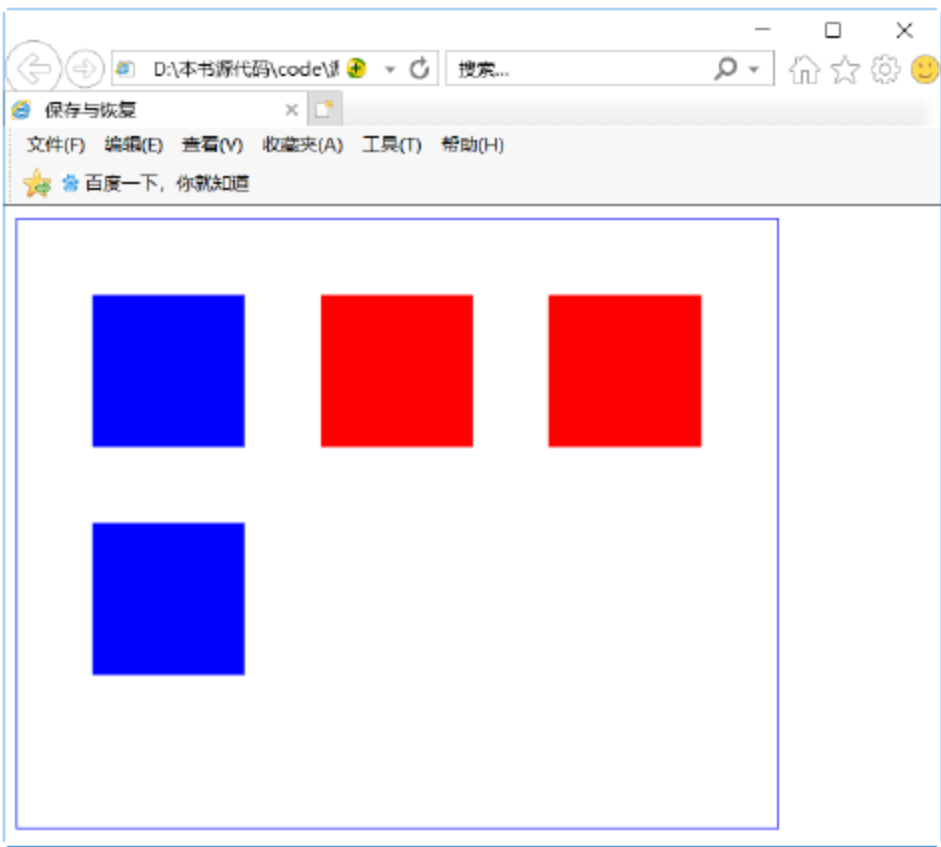 D:\本书源代码\code\源
搜索...
保存与恢复
文件(F) 编辑(E) 查看(V) 收藏夹(A) 工具(T) 帮助(H)
百度一下，你就知道